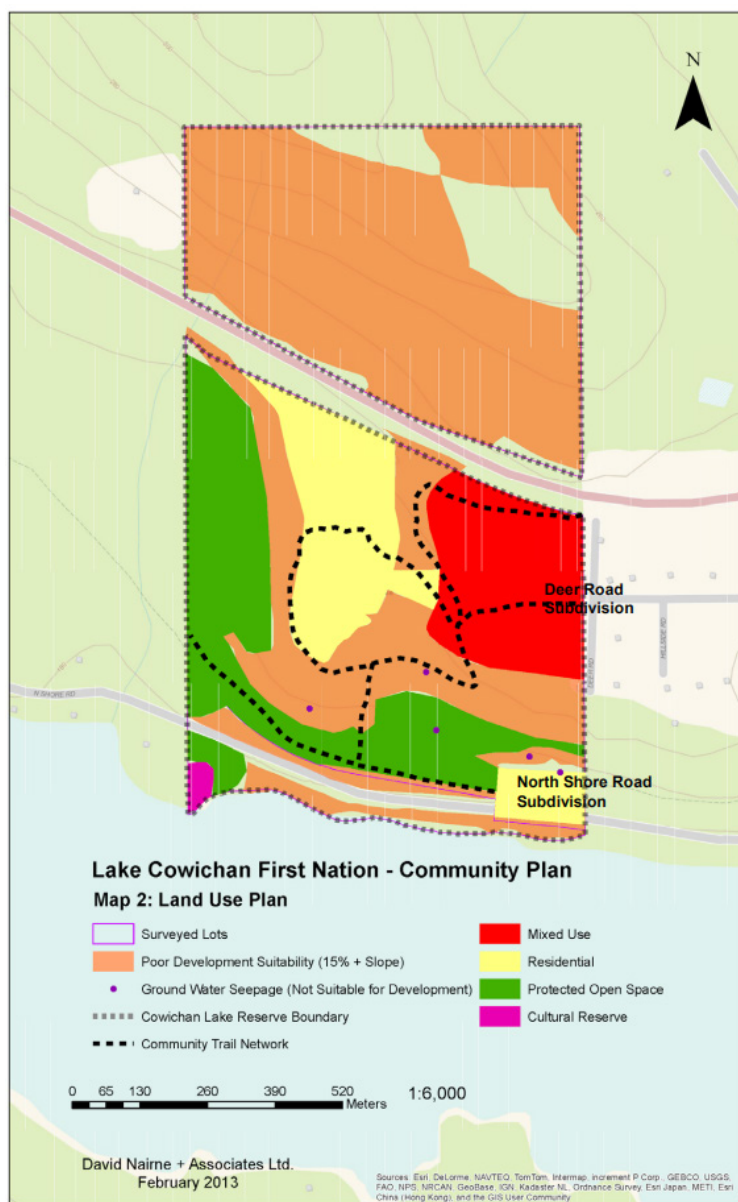 N
Deer Road
Subdivision
HILLSIDE RD
DEER RD
N SHORE RD
North Shore Road
Subdivision
Lake Cowichan First Nation - Community Plan
Map 2: Land Use Plan
Surveyed Lots
Poor Development Suitability (15% + Slope)
Ground Water Seepage (Not Suitable for Development)
Cowichan Lake Reserve Boundary
Community Trail Network
Mixed Use
Residential
Protected Open Space
Cultural Reserve
0 65 130 260 390 520
Meters
1:6,000
David Nairne + Associates Ltd.
February 2013
Sources: Esri, DeLorme, NAVTEQ, TomTom, Intermap, increment P Corp., GEBCO, USGS,
FAO, NPS, NRCAN, GeoBase, IGN, Kadaster NL, Ordnance Survey, Esri Japan, METI, Esri
China (Hong Kong), and the GIS User Community